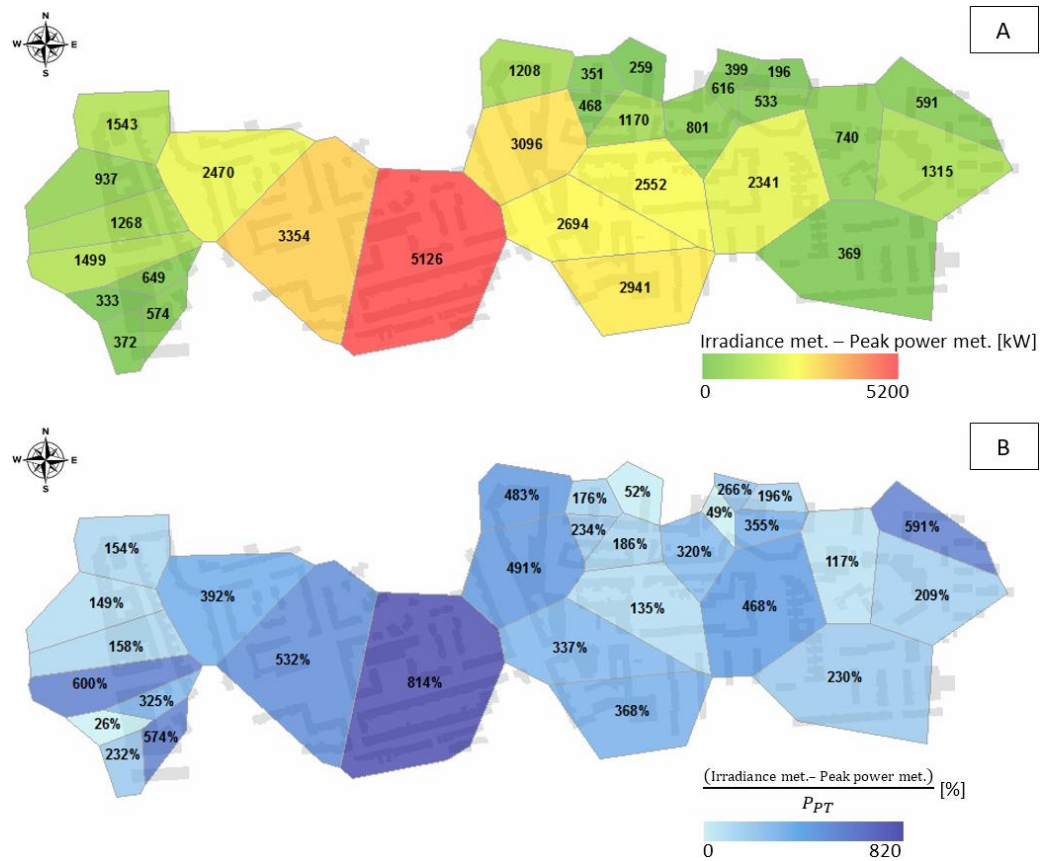 N
W E
S
A
1208 351 259 399 196
616
468 533 591
1543 1170 801
3096 740
937 2470 2552 2341 1315
1268 2694
3354
1499 5126 369
649
333 574 2941
372
Irradiance met. – Peak power met. [kW]
0 5200
N
W E
S
B
483% 176% 52% 266% 196%
49%
234% 355% 591%
154% 186% 320%
491% 117%
149% 392% 135% 468% 209%
158% 337%
532%
600% 814% 230%
325%
26% 574% 368%
232%
(Irradiance met.– Peak power met.)
P_PT [%]
0 820